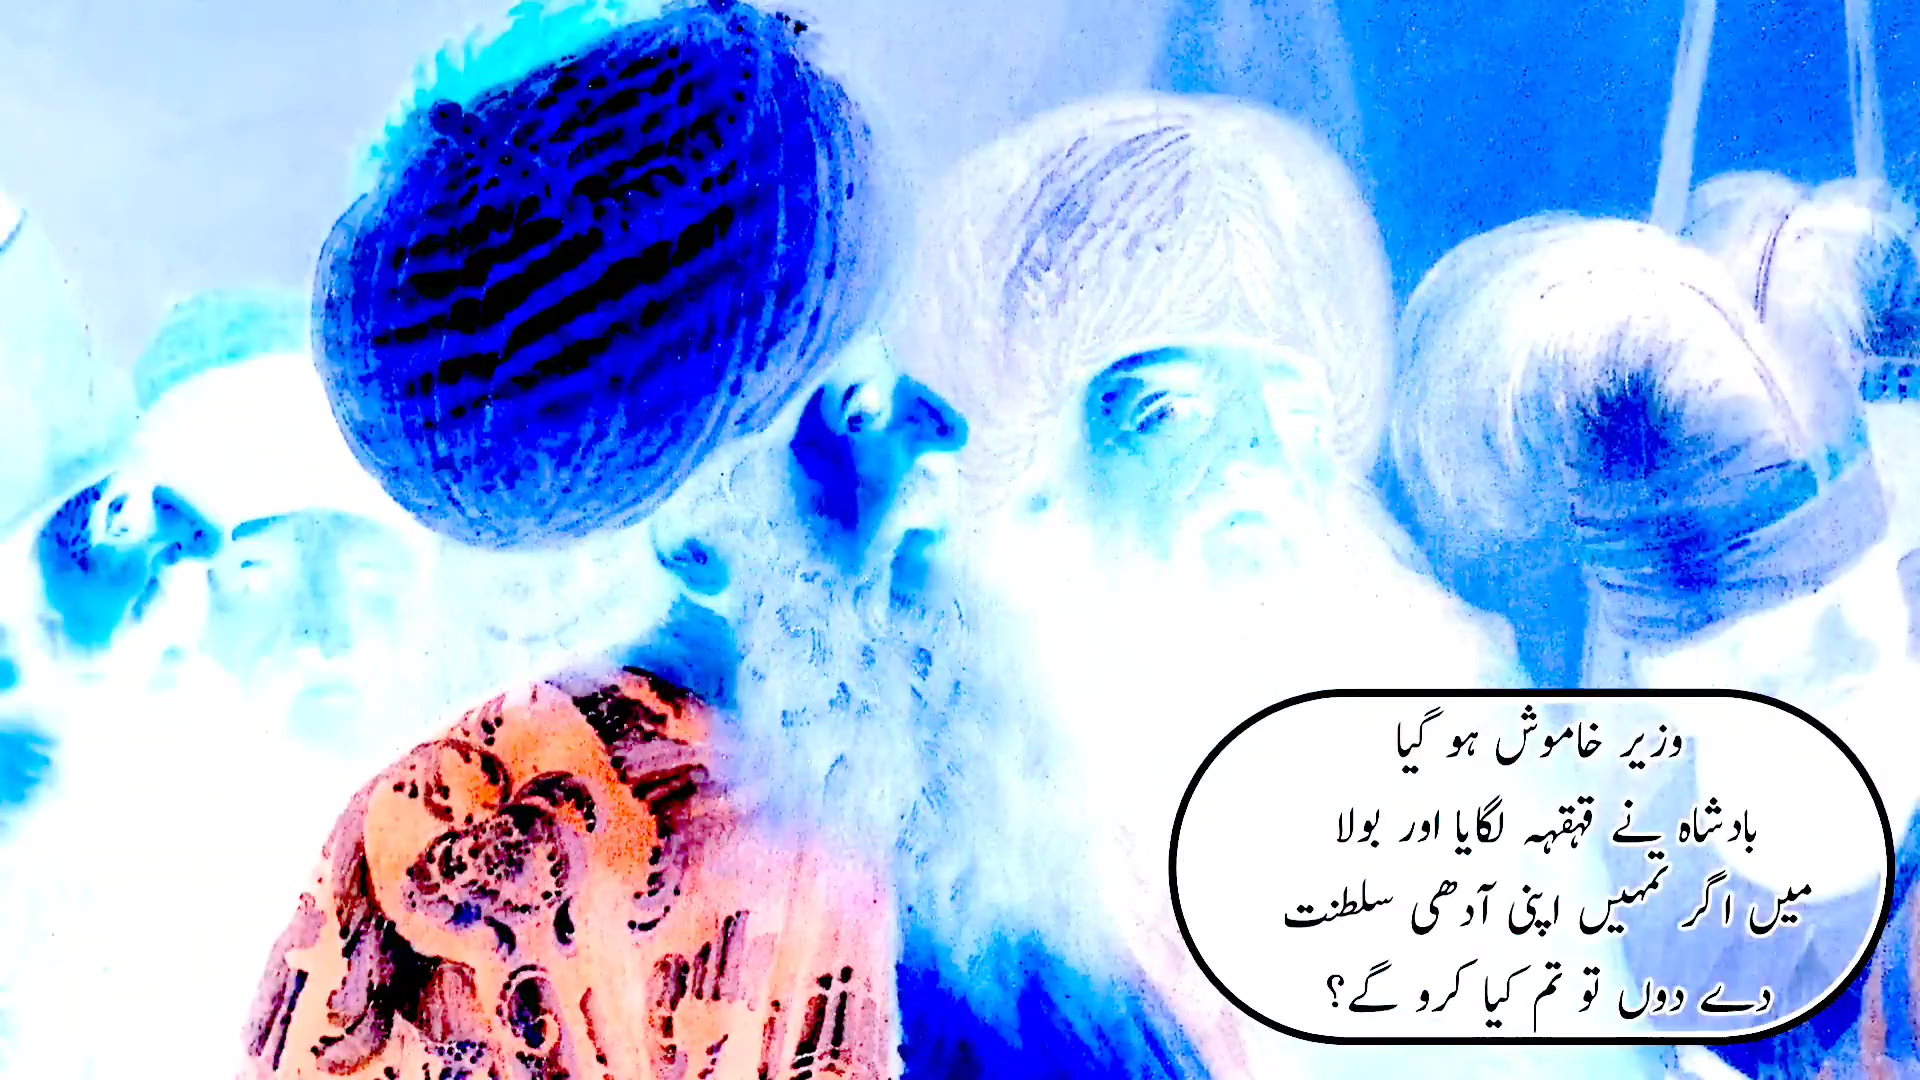 وزیر خاموش ہو گیا
بادشاہ نے قہقہہ لگایا اور بولا
میں اگر تمہیں اپنی آدھی سلطنت
دے دوں تو تم کیا کرو گے؟